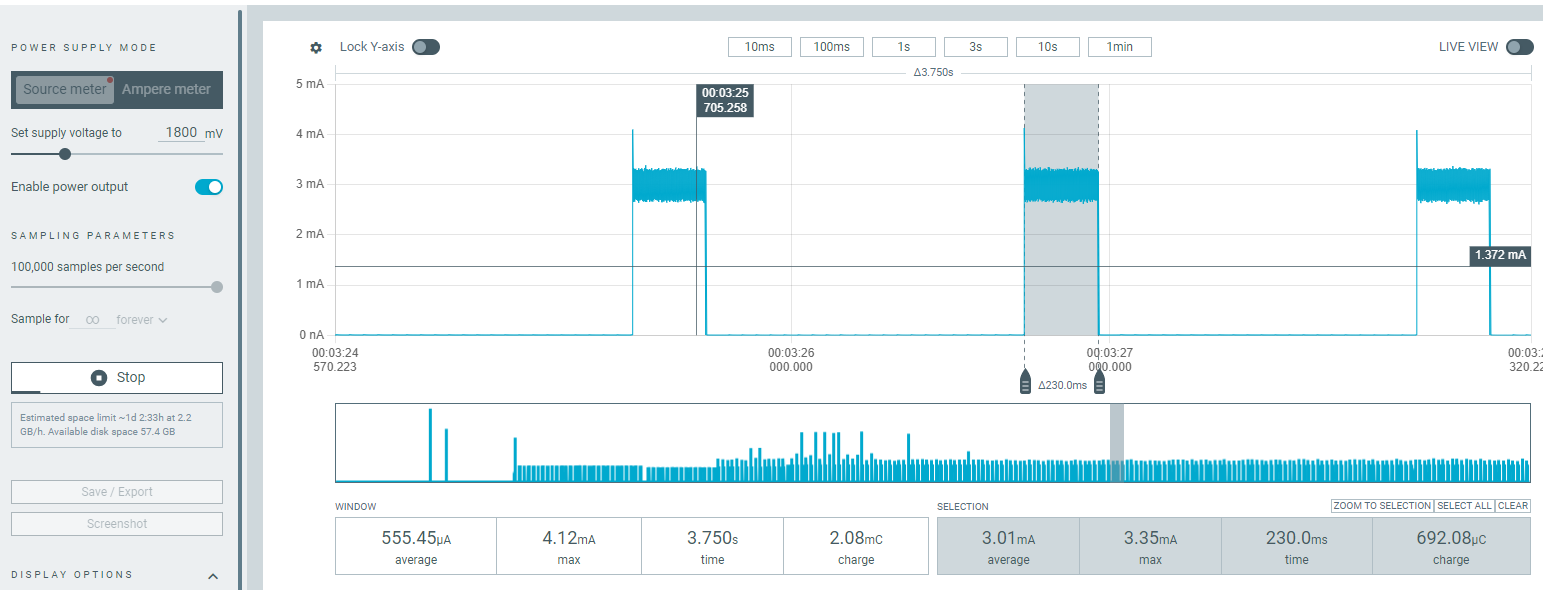 POWER SUPPLY MODE
Source meter Ampere meter
Set supply voltage to 1800 mV
Enable power output
SAMPLING PARAMETERS
100,000 samples per second
Sample for ∞ forever
Stop
Estimated space limit ~1d 2:33h at 2.2
GB/h. Available disk space 57.4 GB
Save / Export
Screenshot
DISPLAY OPTIONS
Lock Y-axis 10ms 100ms 1s 3s 10s 1min LIVE VIEW
Δ3.750s
5 mA
4 mA
3 mA
2 mA
1 mA
0 nA
00:03:25
705.258
1.372 mA
00:03:24 00:03:26 00:03:27 00:03:2
570.223 000.000 000.000 320.22
Δ230.0ms
WINDOW
555.45µA 4.12mA 3.750s 2.08mC
average max time charge
SELECTION ZOOM TO SELECTION SELECT ALL CLEAR
3.01mA 3.35mA 230.0ms 692.08µC
average max time charge